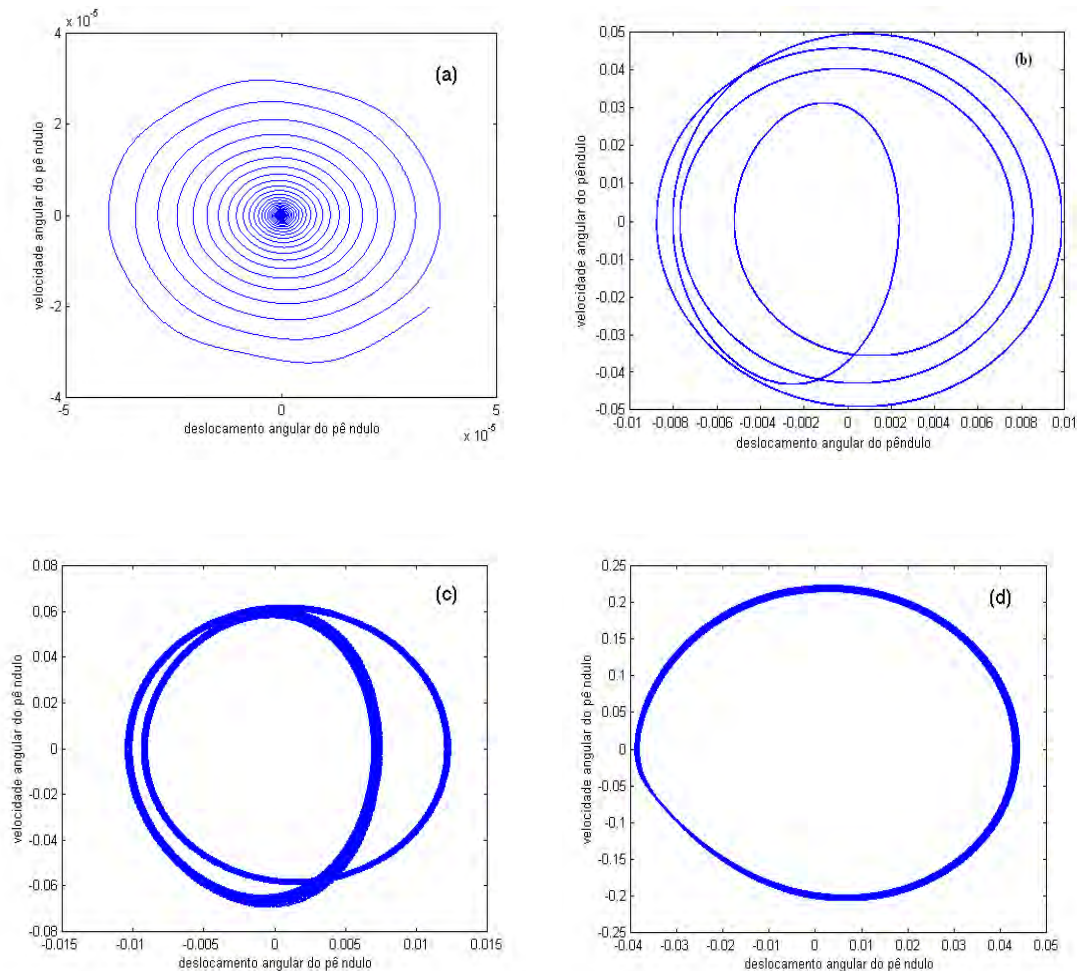 x 10-5
4
2
0
-2
-4
-5
0
5
x 10-5
(a)
velocidade angular do pê ndulo
deslocamento angular do pê ndulo
0.05
0.04
0.03
0.02
0.01
0
-0.01
-0.02
-0.03
-0.04
-0.05
-0.01 -0.008 -0.006 -0.004 -0.002 0 0.002 0.004 0.006 0.008 0.01
(b)
velocidade angular do pêndulo
deslocamento angular do pêndulo
0.08
0.06
0.04
0.02
0
-0.02
-0.04
-0.06
-0.08
-0.015 -0.01 -0.005 0 0.005 0.01 0.015
(c)
velocidade angular do pê ndulo
deslocamento angular do pê ndulo
0.25
0.2
0.15
0.1
0.05
0
-0.05
-0.1
-0.15
-0.2
-0.25
-0.04 -0.03 -0.02 -0.01 0 0.01 0.02 0.03 0.04 0.05
(d)
velocidade angular do pê ndulo
deslocamento angular do pê ndulo